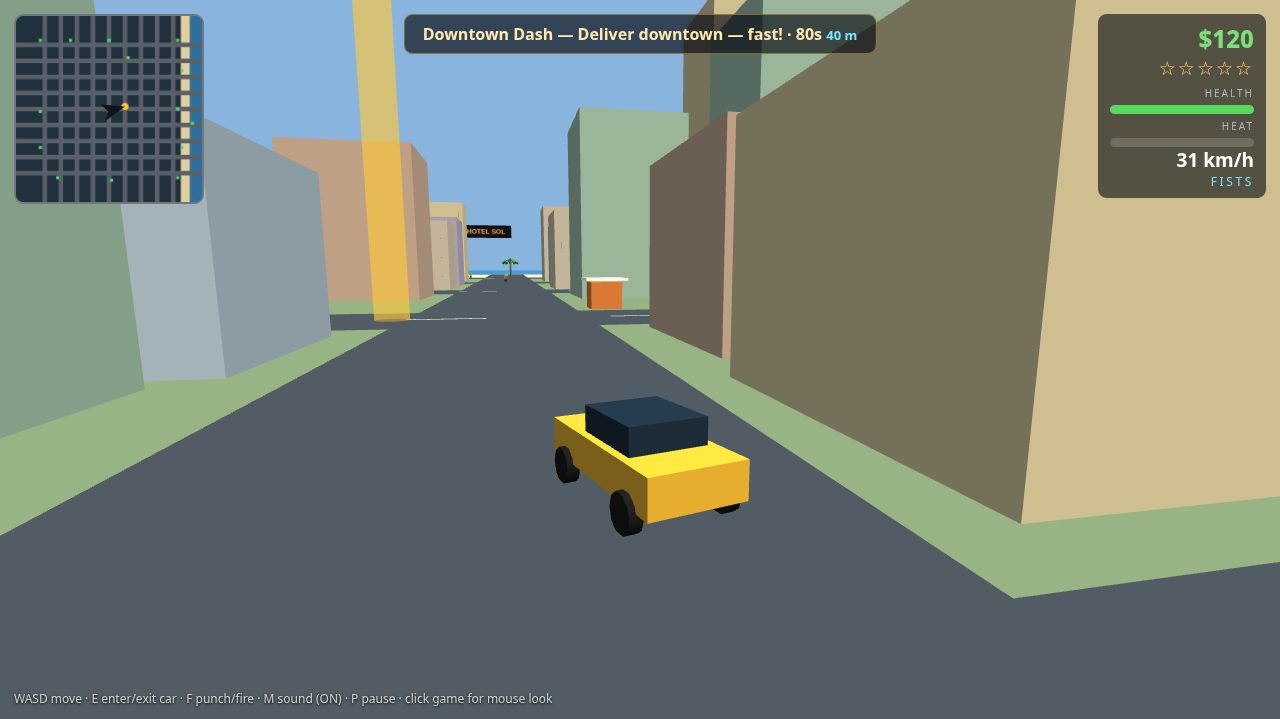 Downtown Dash — Deliver downtown — fast! · 80s 40 m
$120
☆☆☆☆☆
HEALTH
HEAT
31 km/h
FISTS
HOTEL SOL
WASD move · E enter/exit car · F punch/fire · M sound (ON) · P pause · click game for mouse look